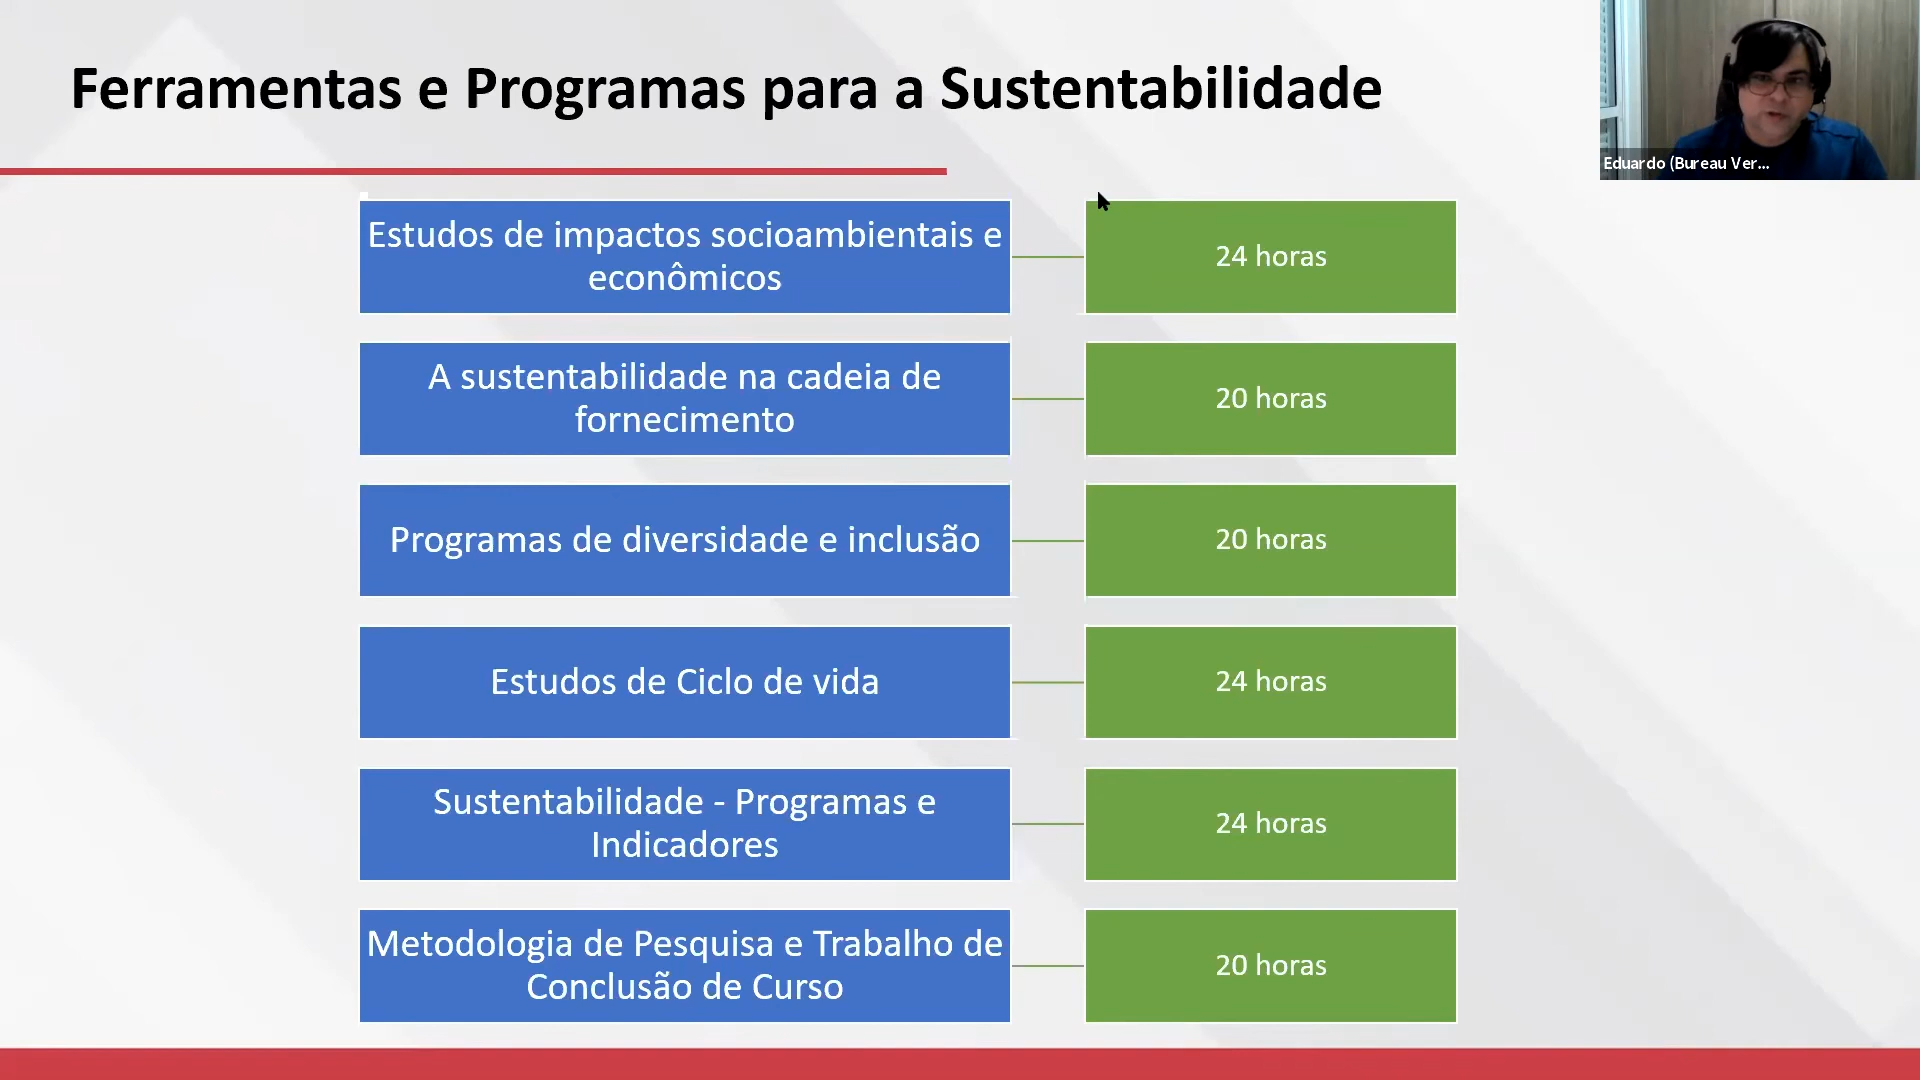 Ferramentas e Programas para a Sustentabilidade
Eduardo (Bureau Ver...
Estudos de impactos socioambientais e
econômicos
24 horas
A sustentabilidade na cadeia de
fornecimento
20 horas
Programas de diversidade e inclusão
20 horas
Estudos de Ciclo de vida
24 horas
Sustentabilidade - Programas e
Indicadores
24 horas
Metodologia de Pesquisa e Trabalho de
Conclusão de Curso
20 horas